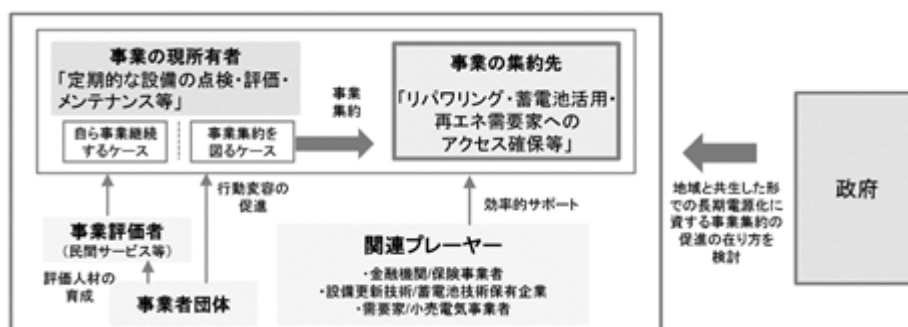 事業の現所有者
「定期的な設備の点検・評価・
メンテナンス等」
自ら事業継続
するケース
事業集約を
図るケース
事業
集約
事業の集約先
「リパワリング・蓄電池活用・
再エネ需要家への
アクセス確保等」
行動変容の
促進
効率的サポート
事業評価者
（民間サービス等）
評価人材の
育成
事業者団体
関連プレーヤー
・金融機関/保険事業者
・設備更新技術/蓄電池技術保有企業
・需要家/小売電気事業者
地域と共生した形
での長期電源化に
資する事業集約の
促進の在り方を
検討
政府